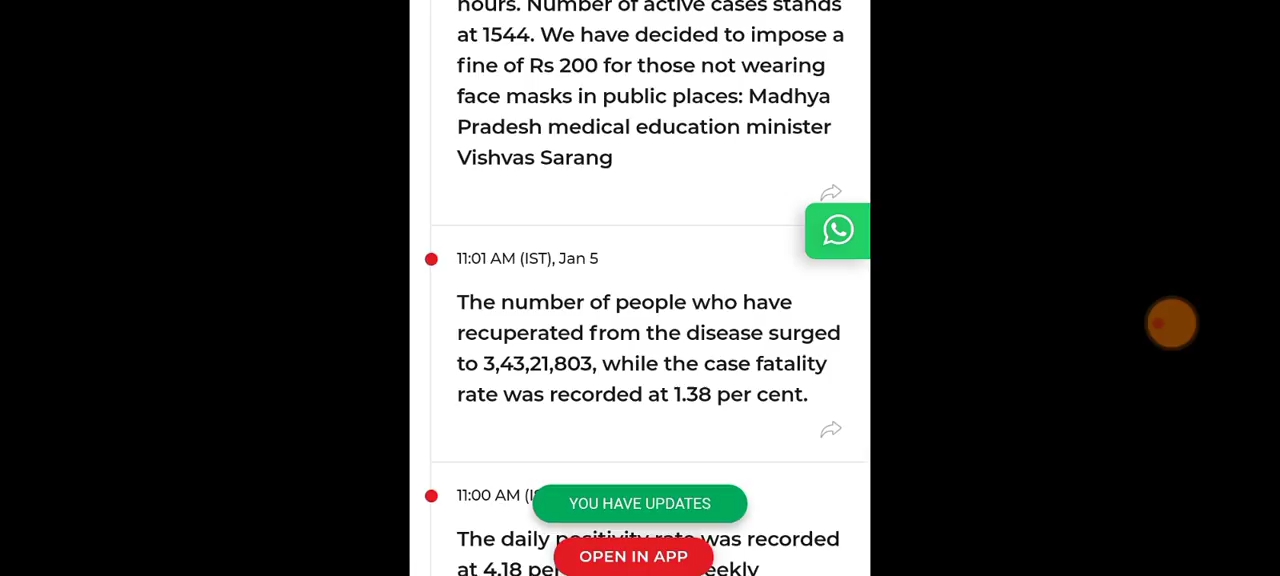 hours. Number of active cases stands
at 1544. We have decided to impose a
fine of Rs 200 for those not wearing
face masks in public places: Madhya
Pradesh medical education minister
Vishvas Sarang
11:01 AM (IST), Jan 5
The number of people who have
recuperated from the disease surged
to 3,43,21,803, while the case fatality
rate was recorded at 1.38 per cent.
11:00 AM
YOU HAVE UPDATES
The daily positivity rate was recorded
OPEN IN APP
at 4.18